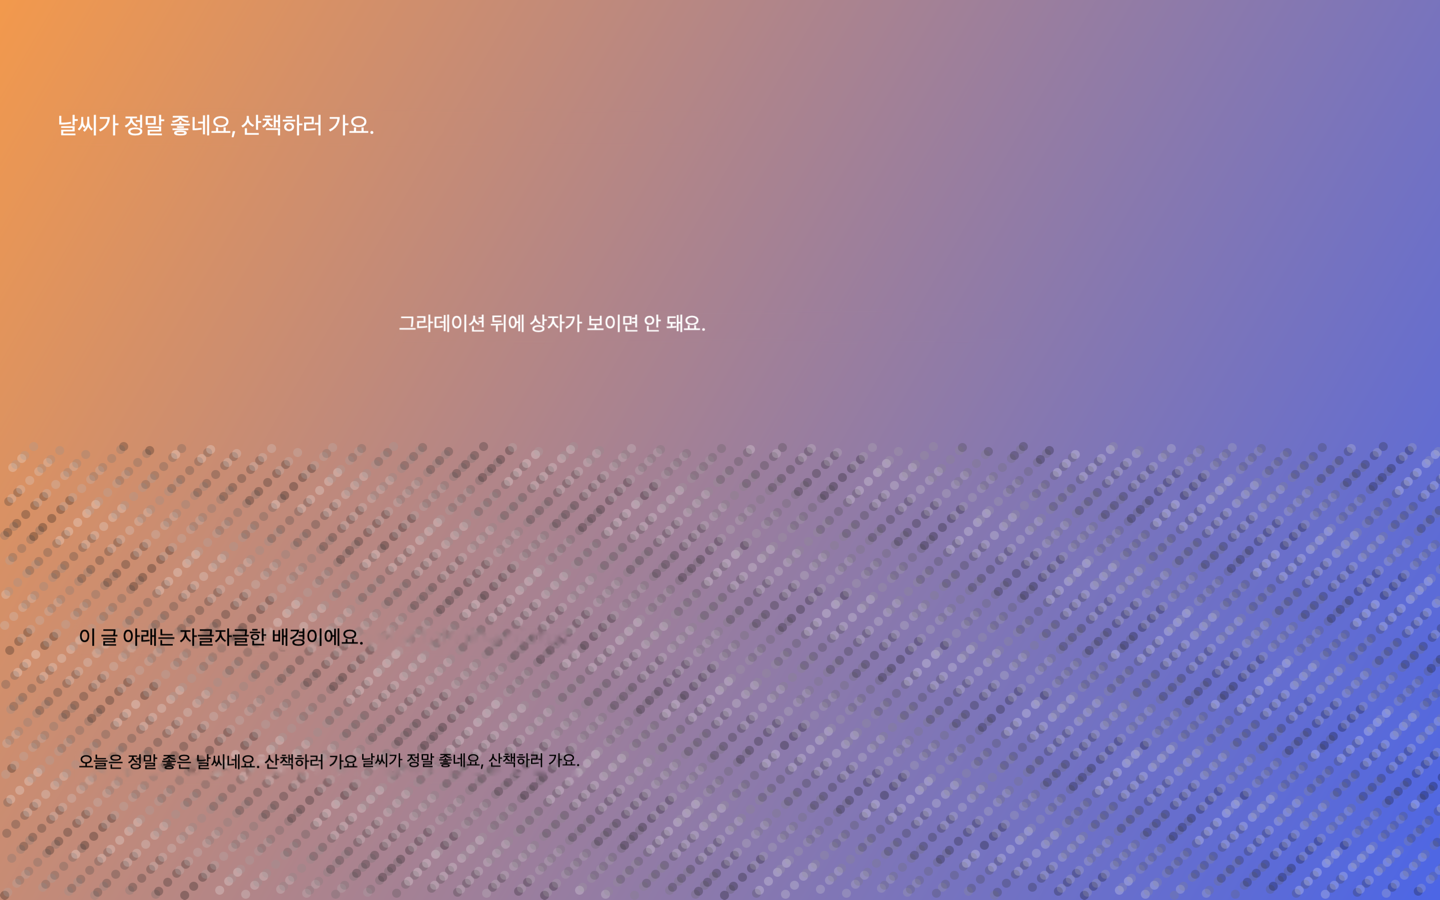 날씨가 정말 좋네요, 산책하러 가요.
그라데이션 뒤에 상자가 보이면 안 돼요.
이 글 아래는 자글자글한 배경이에요.
오늘은 정말 좋은 날씨네요. 산책하러 가요 날씨가 정말 좋네요, 산책하러 가요.